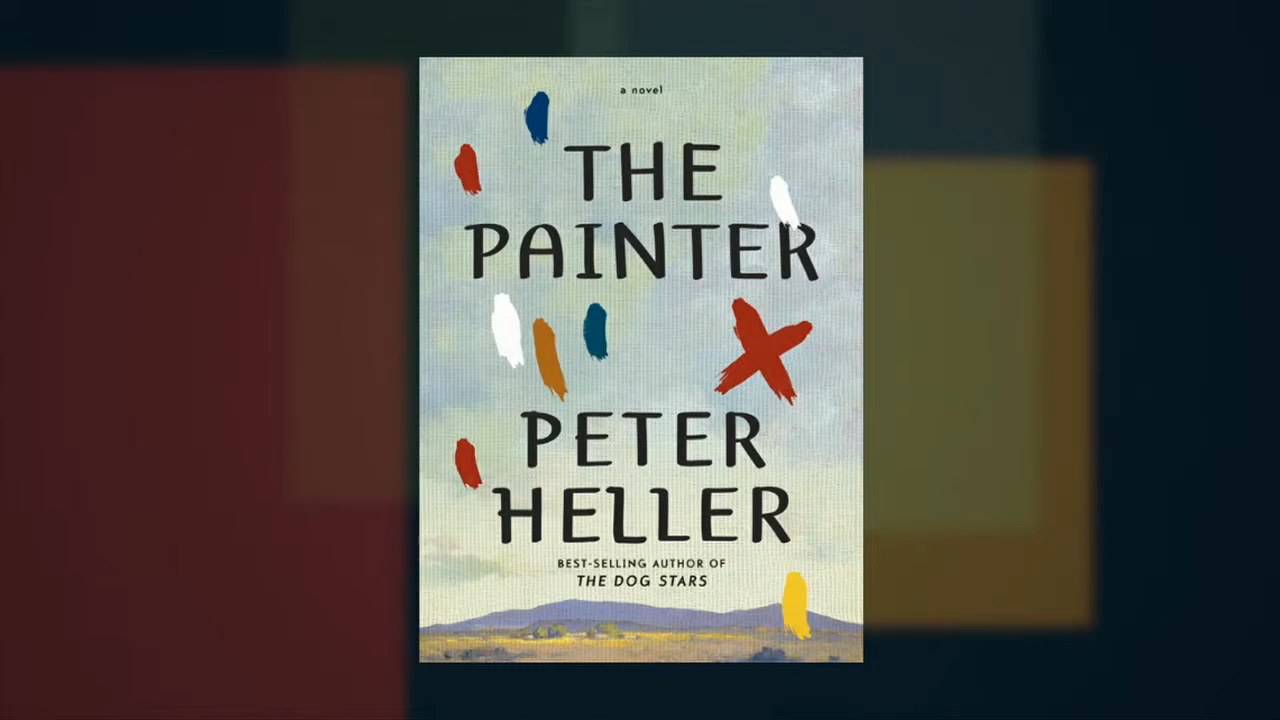 a novel
THE
PAINTER
PETER
HELLER
BEST-SELLING AUTHOR OF
THE DOG STARS